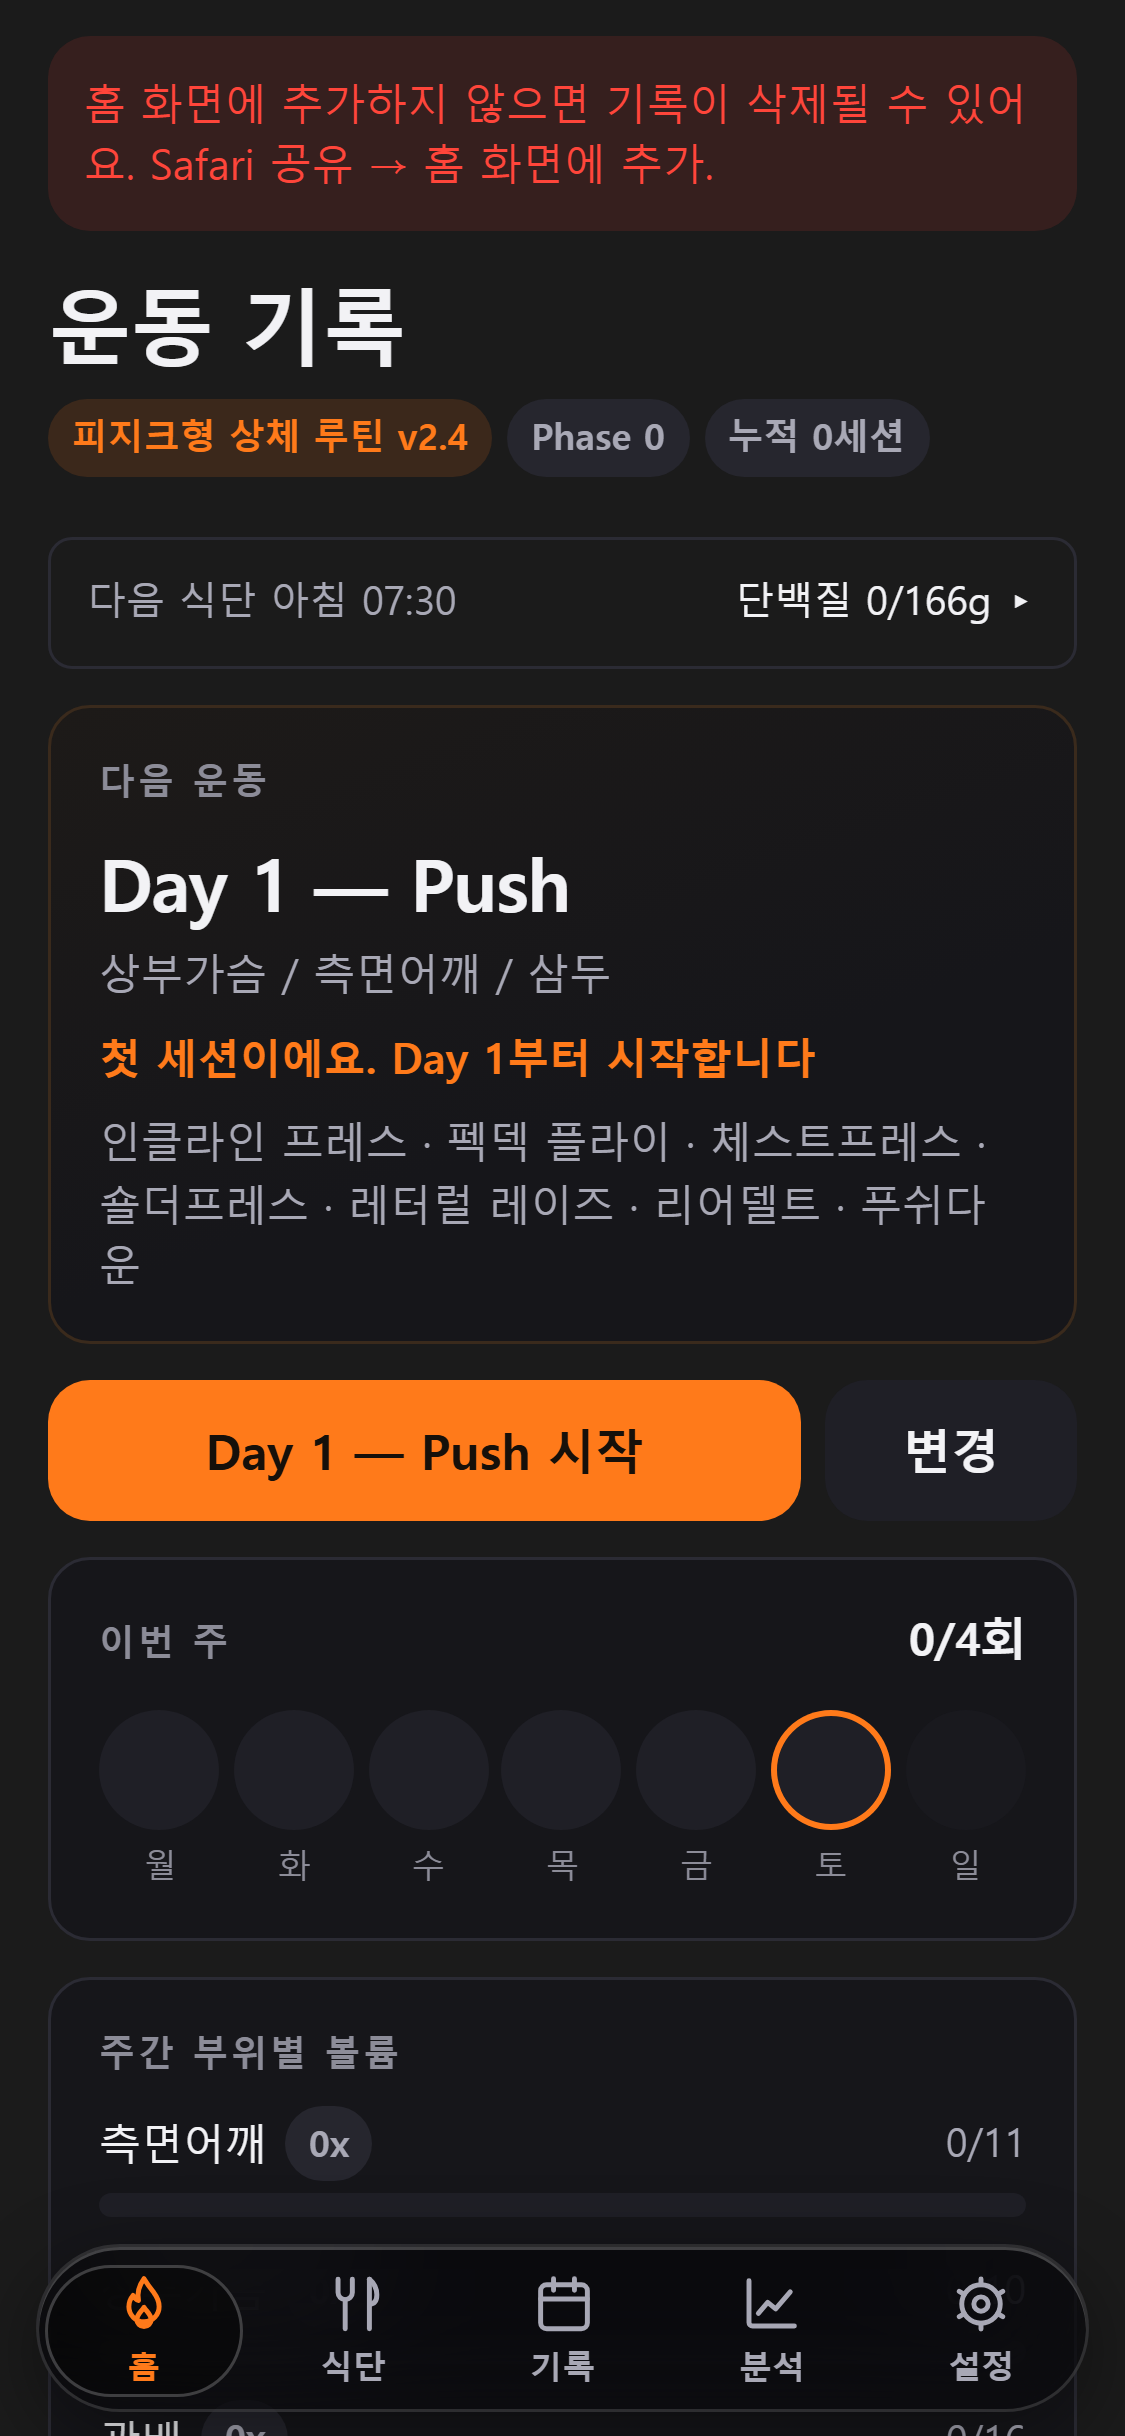 홈 화면에 추가하지 않으면 기록이 삭제될 수 있어
요. Safari 공유 → 홈 화면에 추가.
운동 기록
피지크형 상체 루틴 v2.4
Phase 0
누적 0세션
다음 식단 아침 07:30
단백질 0/166g ▸
다음 운동
Day 1 — Push
상부가슴 / 측면어깨 / 삼두
첫 세션이에요. Day 1부터 시작합니다
인클라인 프레스 · 펙덱 플라이 · 체스트프레스 ·
숄더프레스 · 레터럴 레이즈 · 리어델트 · 푸쉬다
운
Day 1 — Push 시작
변경
이번 주
0/4회
월 화 수 목 금 토 일
주간 부위별 볼륨
측면어깨 0x
0/11
홈
식단
기록
분석
설정